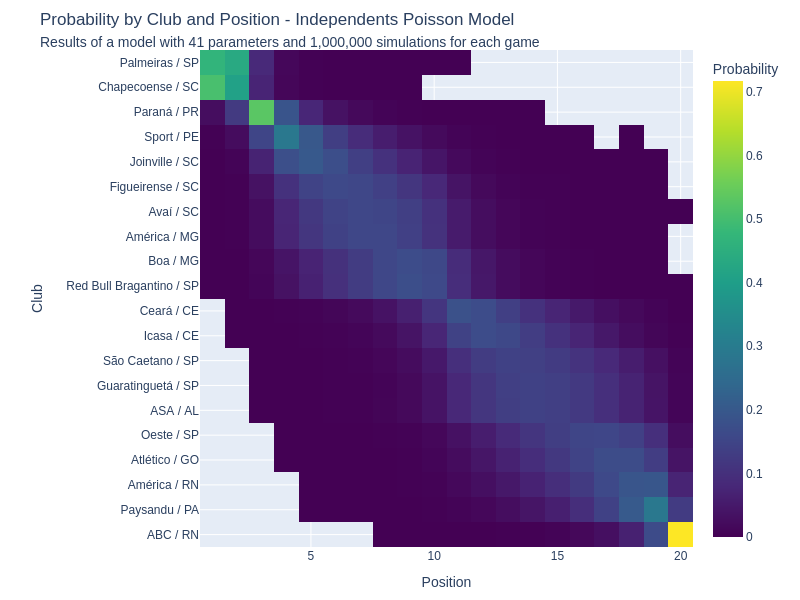 Probability by Club and Position - Independents Poisson Model
Results of a model with 41 parameters and 1,000,000 simulations for each game
Probability
Club
Palmeiras / SP
Chapecoense / SC
Paraná / PR
Sport / PE
Joinville / SC
Figueirense / SC
Avaí / SC
América / MG
Boa / MG
Red Bull Bragantino / SP
Ceará / CE
Icasa / CE
São Caetano / SP
Guaratinguetá / SP
ASA / AL
Oeste / SP
Atlético / GO
América / RN
Paysandu / PA
ABC / RN
0.7
0.6
0.5
0.4
0.3
0.2
0.1
0
5
10
15
20
Position